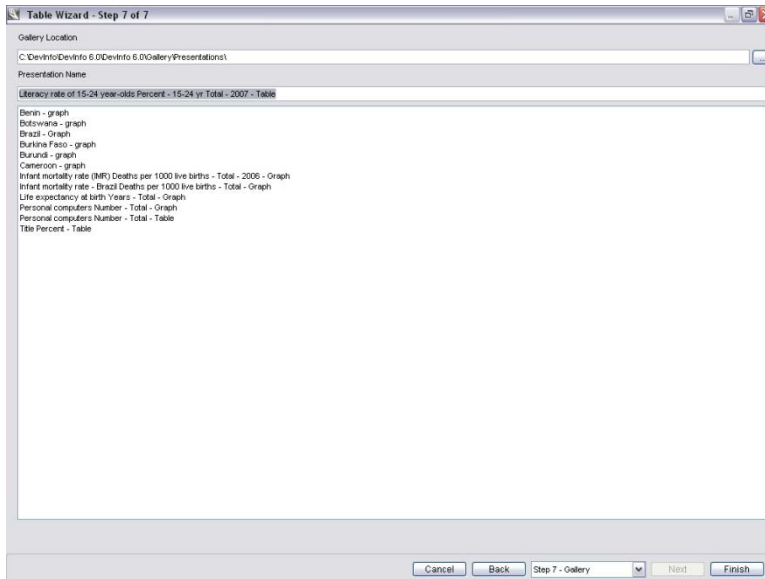 Table Wizard - Step 7 of 7
Gallery Location
C:\DevInfo\DevInfo 6.0\DevInfo 6.0\Gallery\Presentations\
...
Presentation Name
Literacy rate of 15-24 year-olds Percent - 15-24 yr Total - 2007 - Table
Benin - graph
Botswana - graph
Brazil - Graph
Burkina Faso - graph
Burundi - graph
Cameroon - graph
Infant mortality rate (IMR) Deaths per 1000 live births - Total - 2006 - Graph
Infant mortality rate - Brazil Deaths per 1000 live births - Total - Graph
Life expectancy at birth Years - Total - Graph
Personal computers Number - Total - Graph
Personal computers Number - Total - Table
Title Percent - Table
Cancel Back Step 7 - Gallery Next Finish